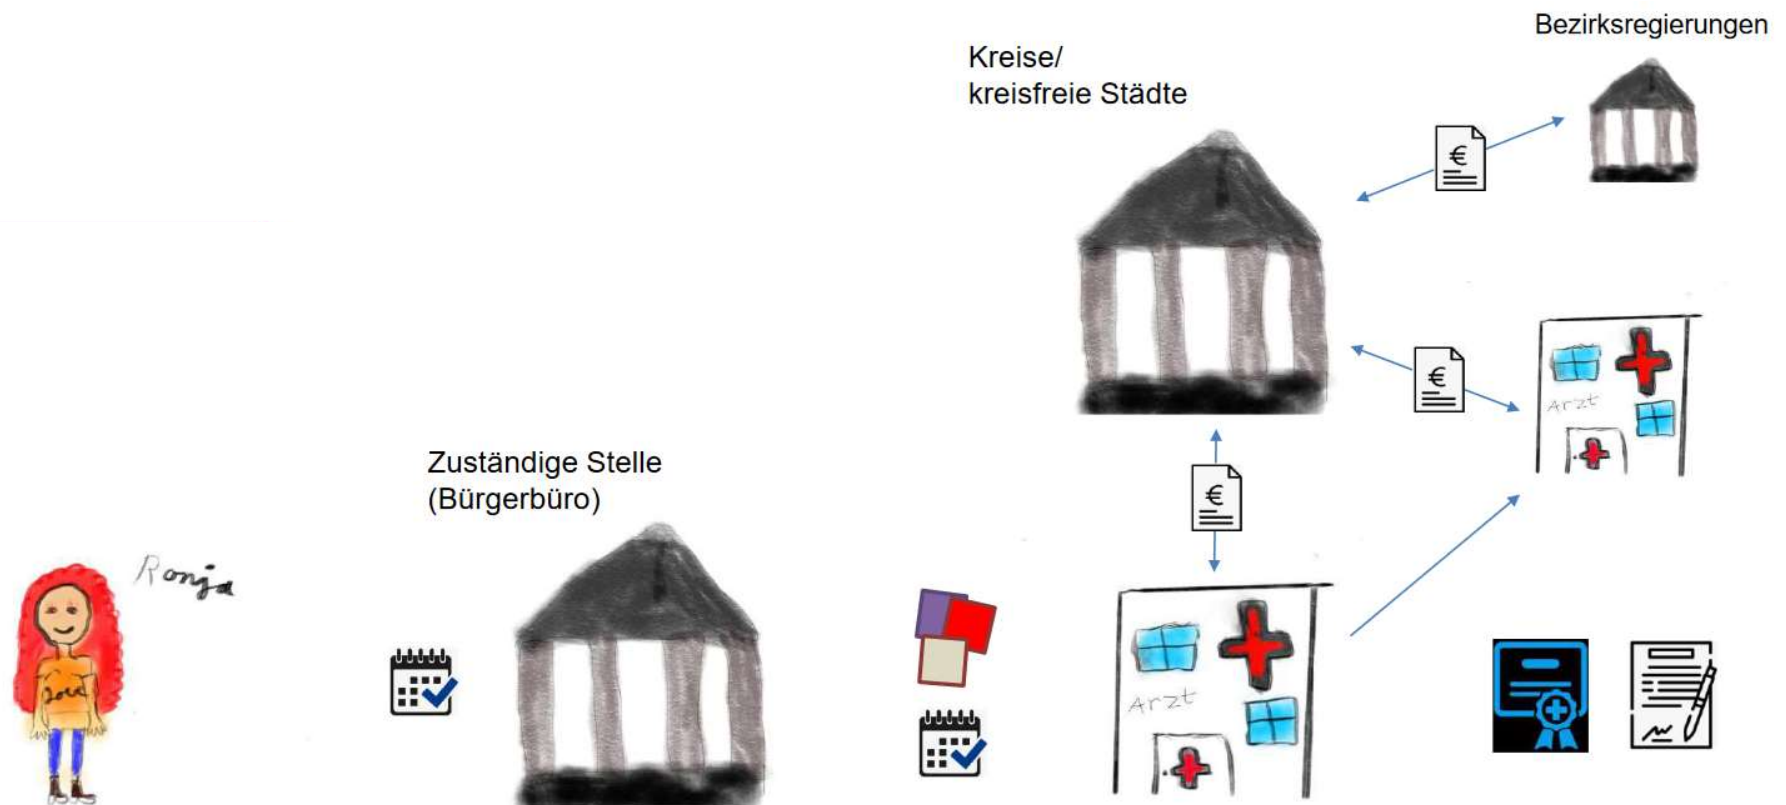 Bezirksregierungen
Kreise/
kreisfreie Städte
€
€
Arzt
Zuständige Stelle
(Bürgerbüro)
€
Ronja
Arzt